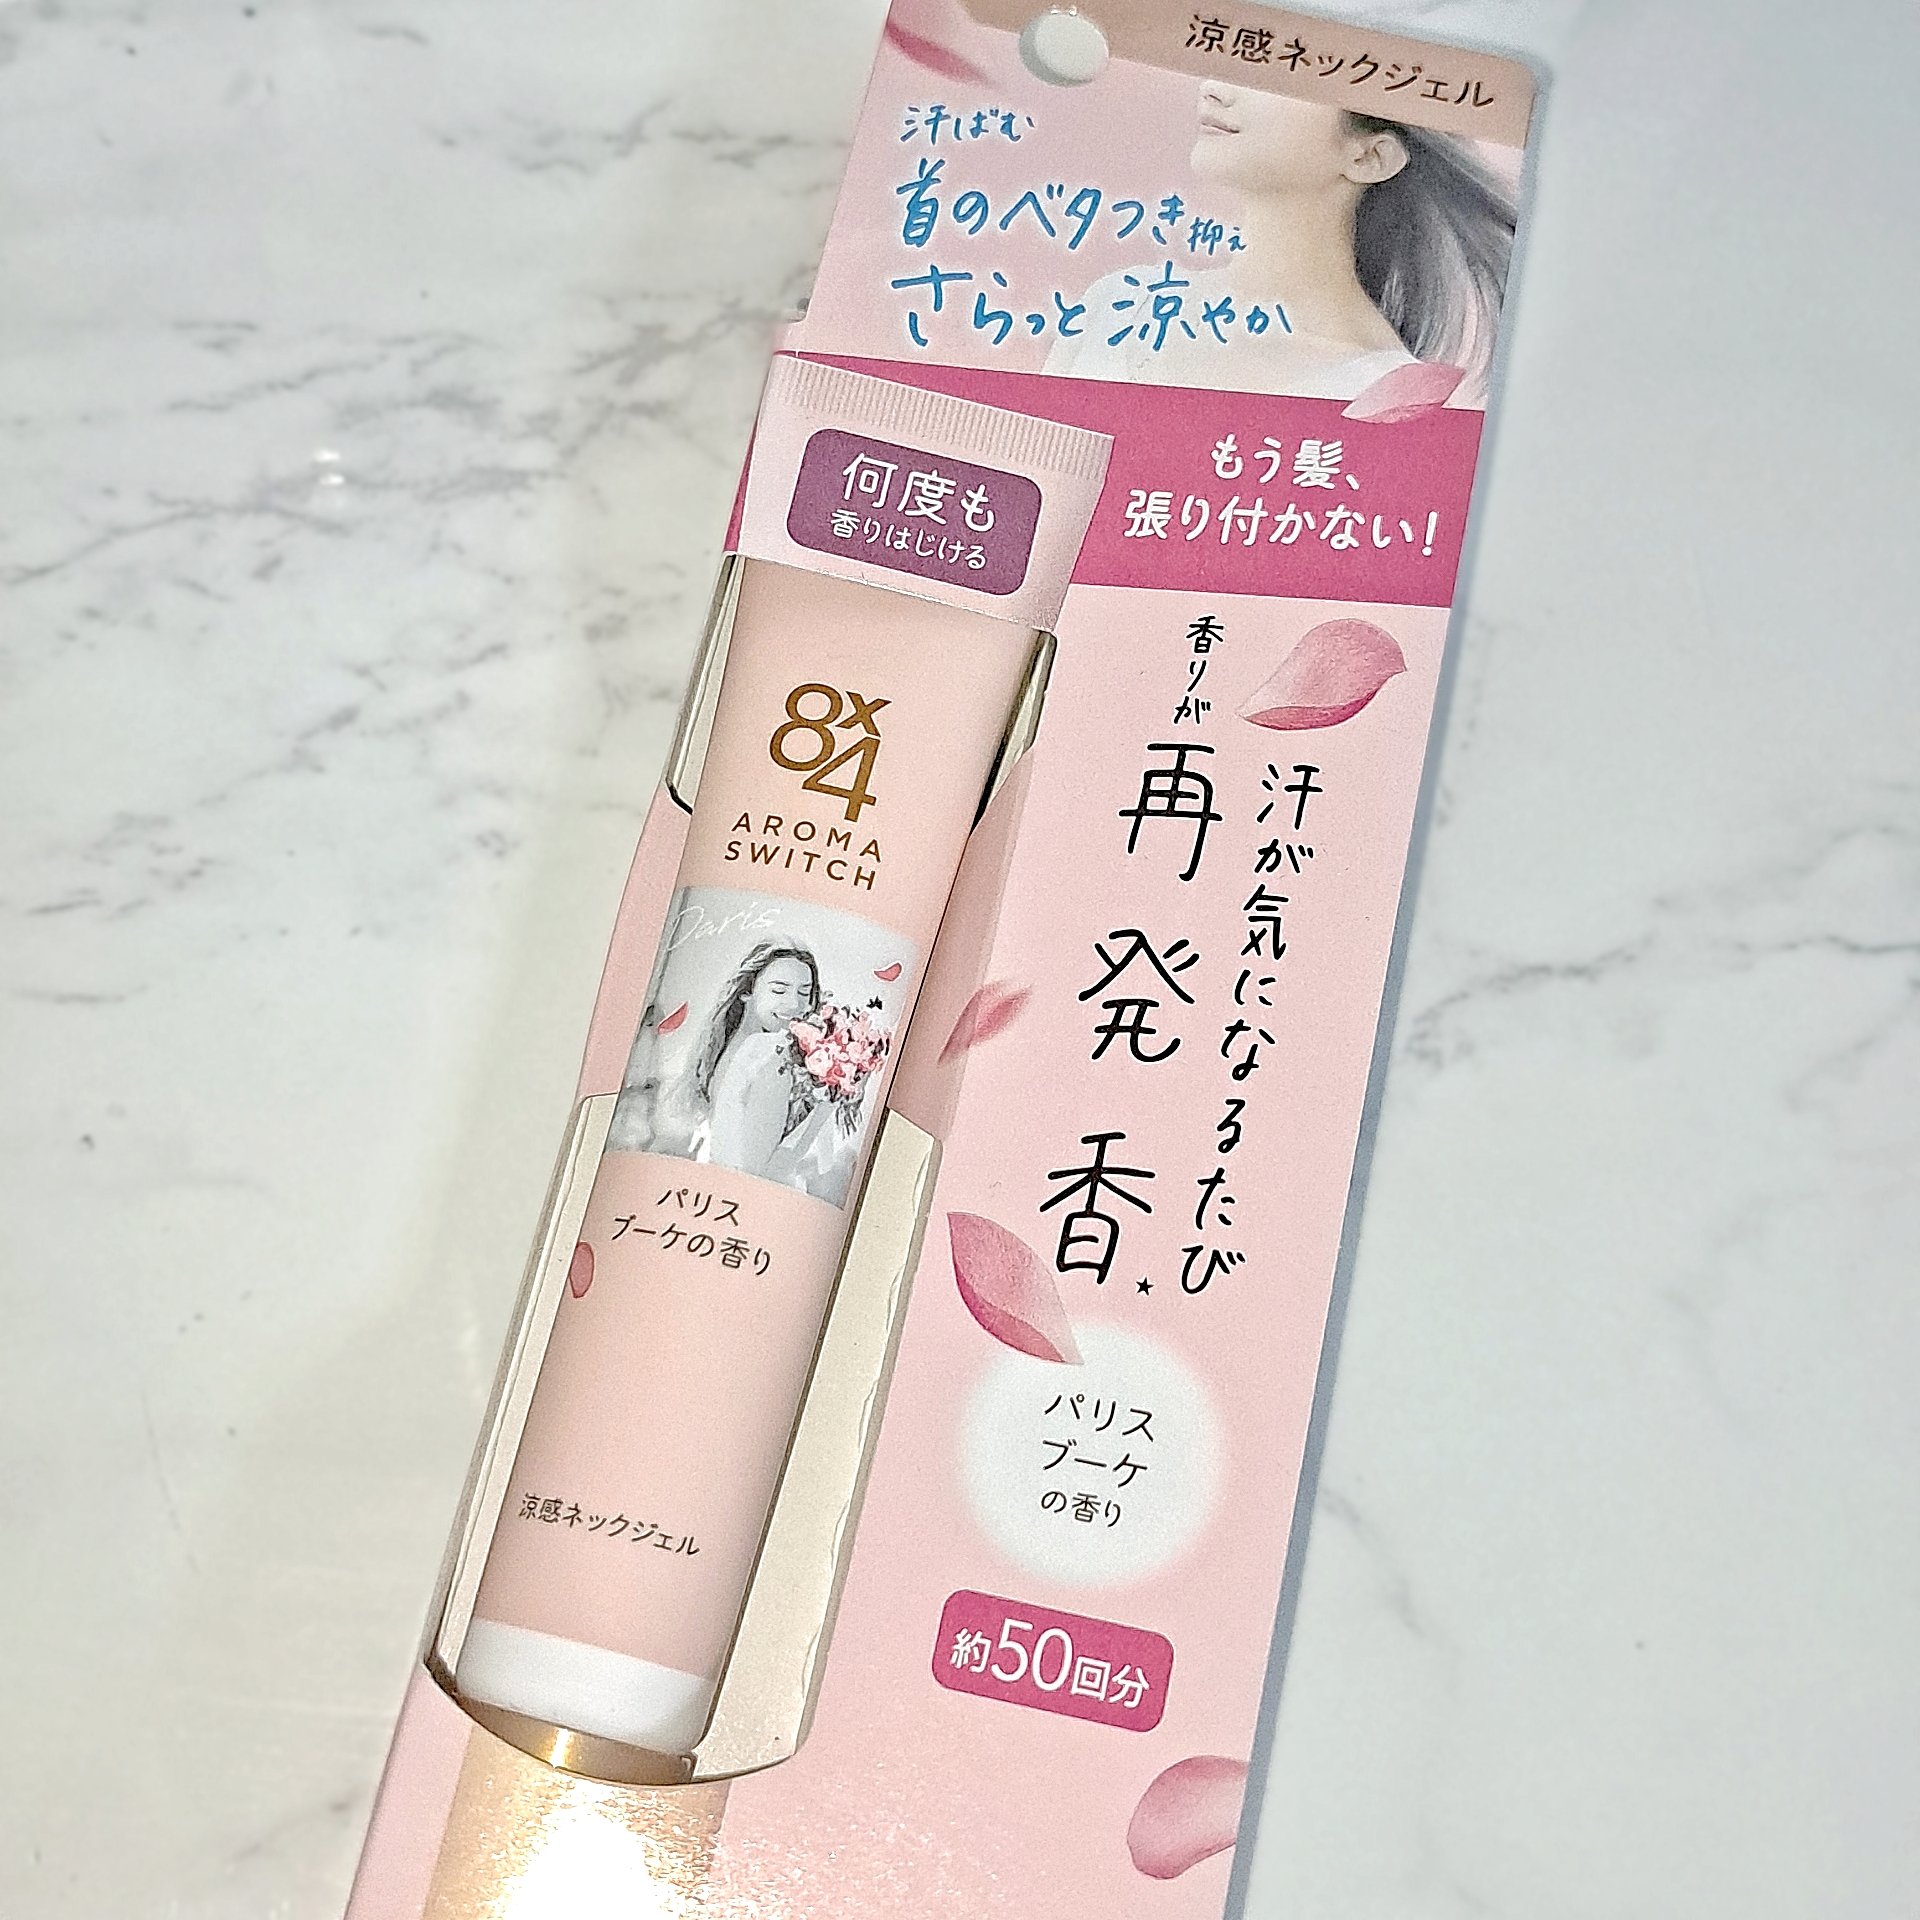 涼感ネックジェル
汗ばむ
首のベタつき抑え
さらっと涼やか
もう髪、
張り付かない!
何度も
香りはじける
汗が気になるたび
香りが
再発香★
8x4
AROMA
SWITCH
Paris
パリス
ブーケの香り
涼感ネックジェル
パリス
ブーケ
の香り
約50回分